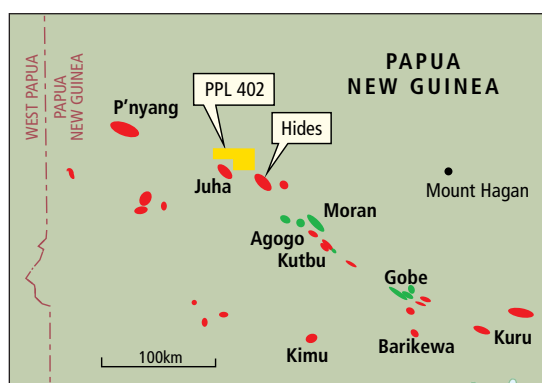 PAPUA
NEW GUINEA
WEST PAPUA
PAPUA
NEW GUINEA
PPL 402
P'nyang
Hides
Juha
Mount Hagan
Moran
Agogo
Kutbu
Gobe
Kuru
Kimu
Barikewa
100km